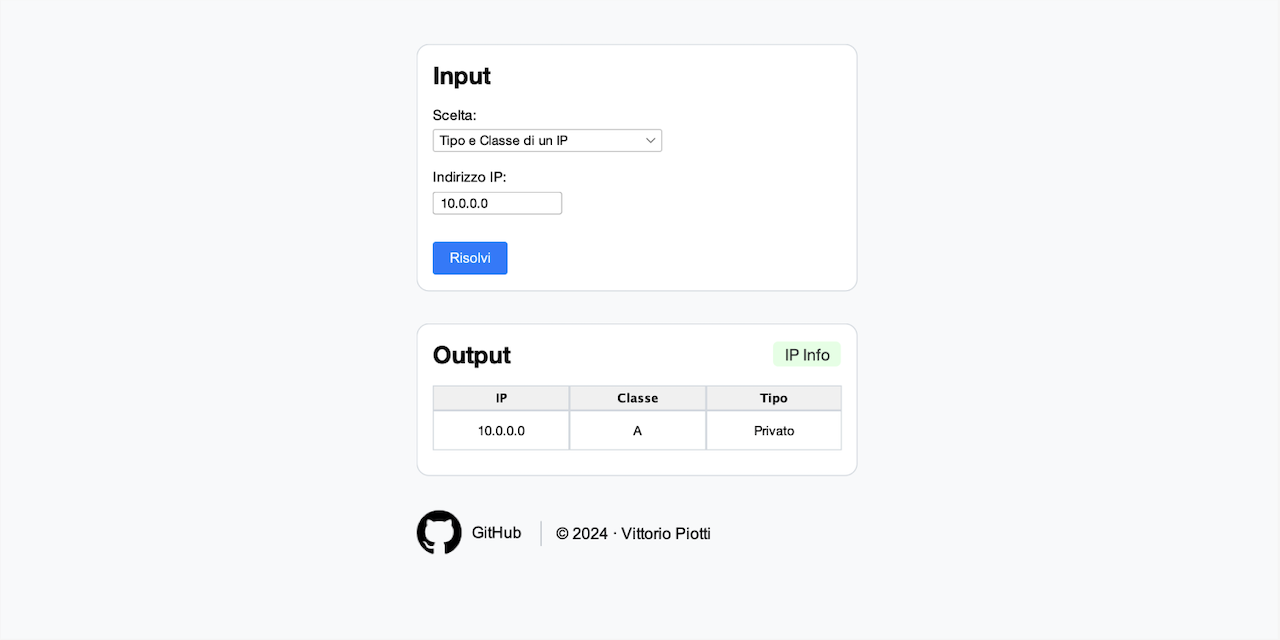 Input
Scelta:
Tipo e Classe di un IP
Indirizzo IP:
10.0.0.0
Risolvi
Output IP Info
IP Classe Tipo
10.0.0.0 A Privato
GitHub © 2024 · Vittorio Piotti